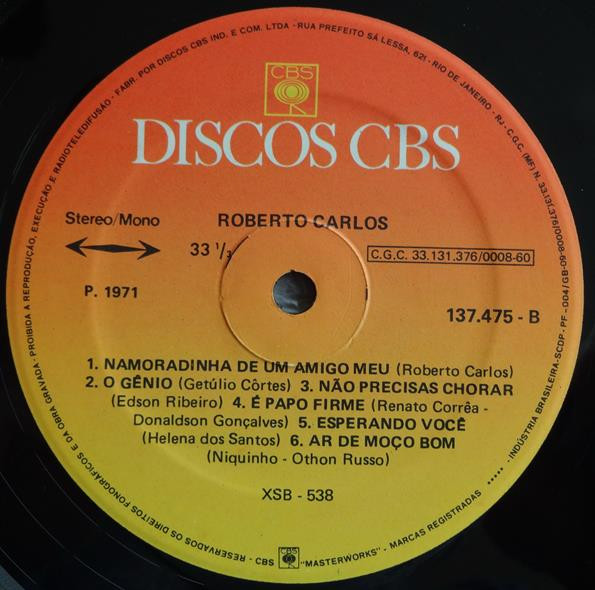 FABR. POR DISCOS CBS IND. E COM. LTDA - RUA PREFEITO SÁ LESSA, 621 - RIO DE JANEIRO - RJ - C.G.C. (MF) N. 33.131.376/0008-60 - SCDP - PF - 004/GB - INDÚSTRIA BRASILEIRA
CBS
DISCOS CBS
Stereo/Mono
ROBERTO CARLOS
33 1/3
C.G.C. 33.131.376/0008-60
P. 1971
137.475 - B
1. NAMORADINHA DE UM AMIGO MEU (Roberto Carlos)
2. O GÊNIO (Getúlio Côrtes) 3. NÃO PRECISAS CHORAR
(Edson Ribeiro) 4. É PAPO FIRME (Renato Corrêa -
Donaldson Gonçalves) 5. ESPERANDO VOCÊ
(Helena dos Santos) 6. AR DE MOÇO BOM
(Niquinho - Othon Russo)
XSB - 538
PROIBIDA A REPRODUÇÃO, EXECUÇÃO E RADIOTELEDIFUSÃO
RESERVADOS OS DIREITOS FONOGRÁFICOS E DA OBRA GRAVADA
CBS CBS "MASTERWORKS" - MARCAS REGISTRADAS